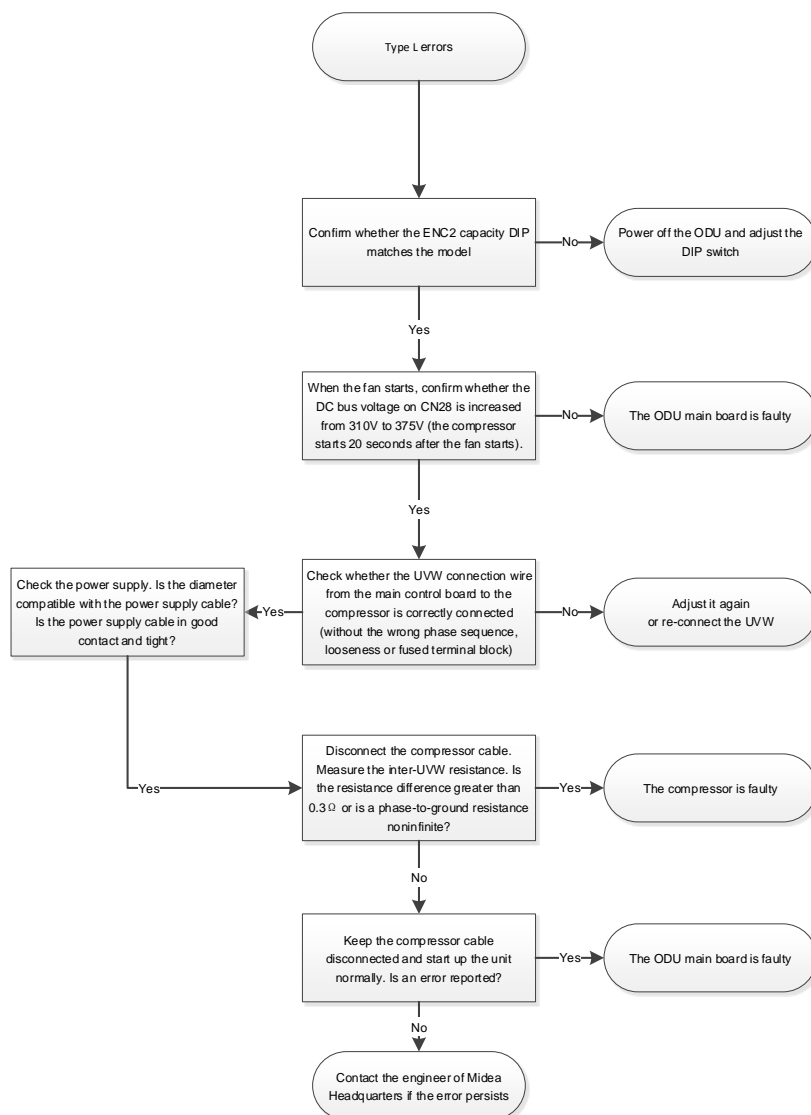 Type L errors
Confirm whether the ENC2 capacity DIP
matches the model
No
Power off the ODU and adjust the
DIP switch
Yes
When the fan starts, confirm whether the
DC bus voltage on CN28 is increased
from 310V to 375V (the compressor
starts 20 seconds after the fan starts).
No
The ODU main board is faulty
Yes
Check whether the UVW connection wire
from the main control board to the
compressor is correctly connected
(without the wrong phase sequence,
looseness or fused terminal block)
No
Adjust it again
or re-connect the UVW
Yes
Check the power supply. Is the diameter
compatible with the power supply cable?
Is the power supply cable in good
contact and tight?
Yes
Disconnect the compressor cable.
Measure the inter-UVW resistance. Is
the resistance difference greater than
0.3Ω or is a phase-to-ground resistance
noninfinite?
Yes
The compressor is faulty
No
Keep the compressor cable
disconnected and start up the unit
normally. Is an error reported?
Yes
The ODU main board is faulty
No
Contact the engineer of Midea
Headquarters if the error persists